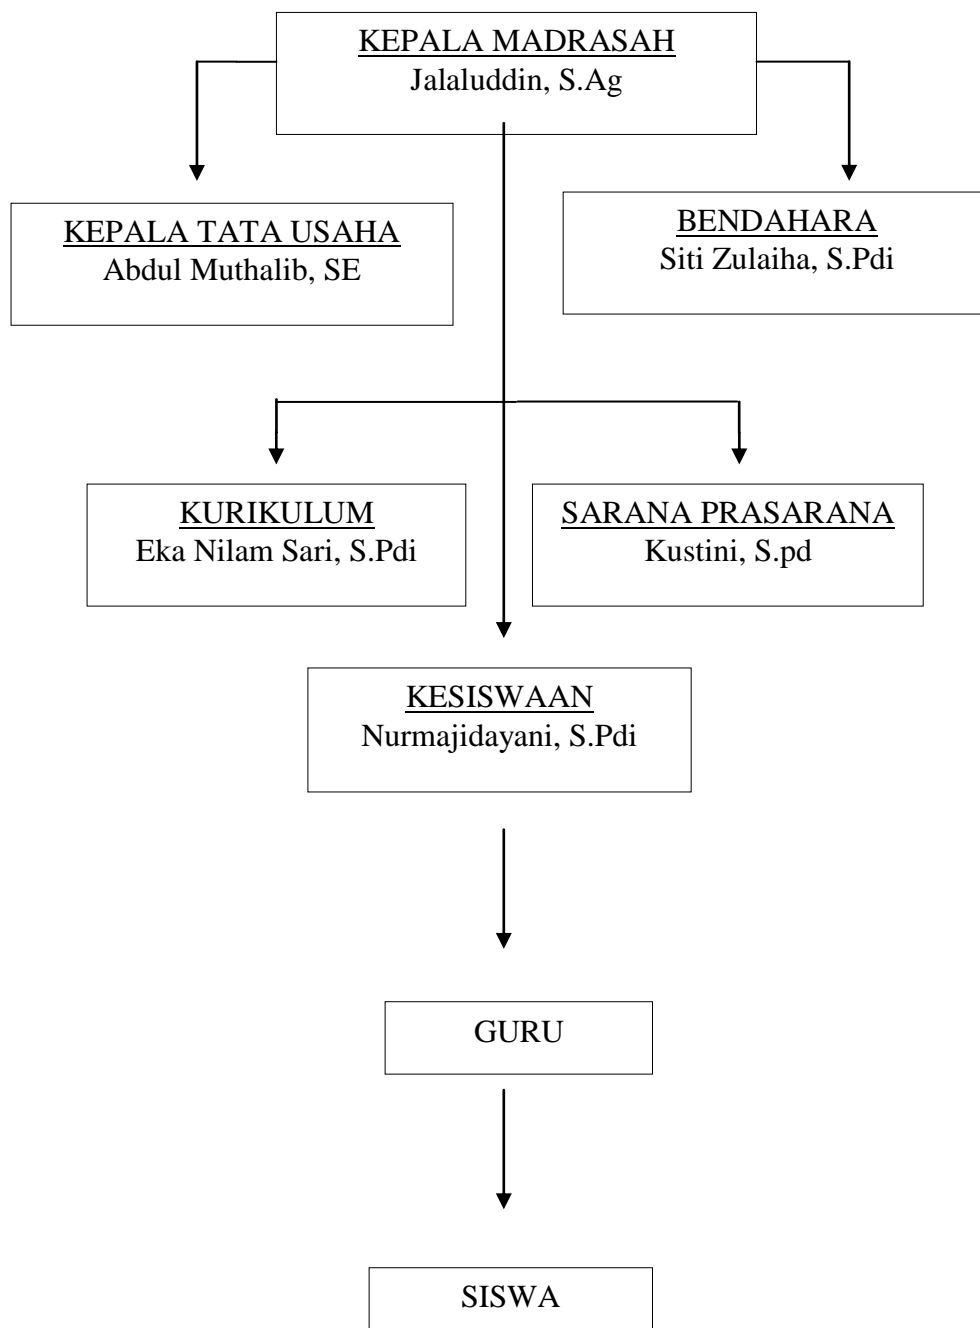 KEPALA MADRASAH
Jalaluddin, S.Ag
KEPALA TATA USAHA
Abdul Muthalib, SE
BENDAHARA
Siti Zulaiha, S.Pdi
KURIKULUM
Eka Nilam Sari, S.Pdi
SARANA PRASARANA
Kustini, S.pd
KESISWAAN
Nurmajidayani, S.Pdi
GURU
SISWA